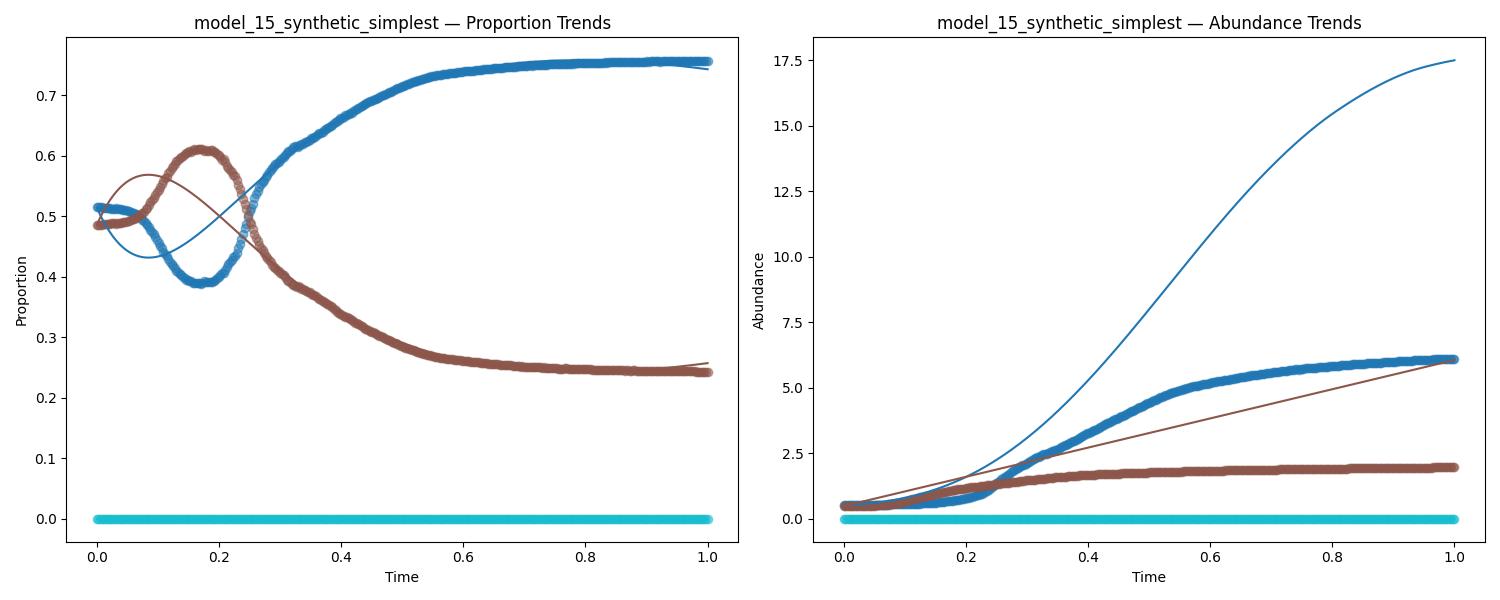 model_15_synthetic_simplest — Proportion Trends
0.7
0.6
0.5
0.4
0.3
0.2
0.1
0.0
Proportion
0.0 0.2 0.4 0.6 0.8 1.0
Time
model_15_synthetic_simplest — Abundance Trends
17.5
15.0
12.5
10.0
7.5
5.0
2.5
0.0
Abundance
0.0 0.2 0.4 0.6 0.8 1.0
Time